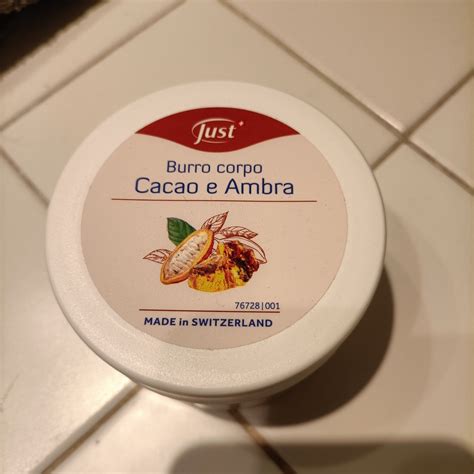 Just
Burro corpo
Cacao e Ambra
76728|001
MADE in SWITZERLAND